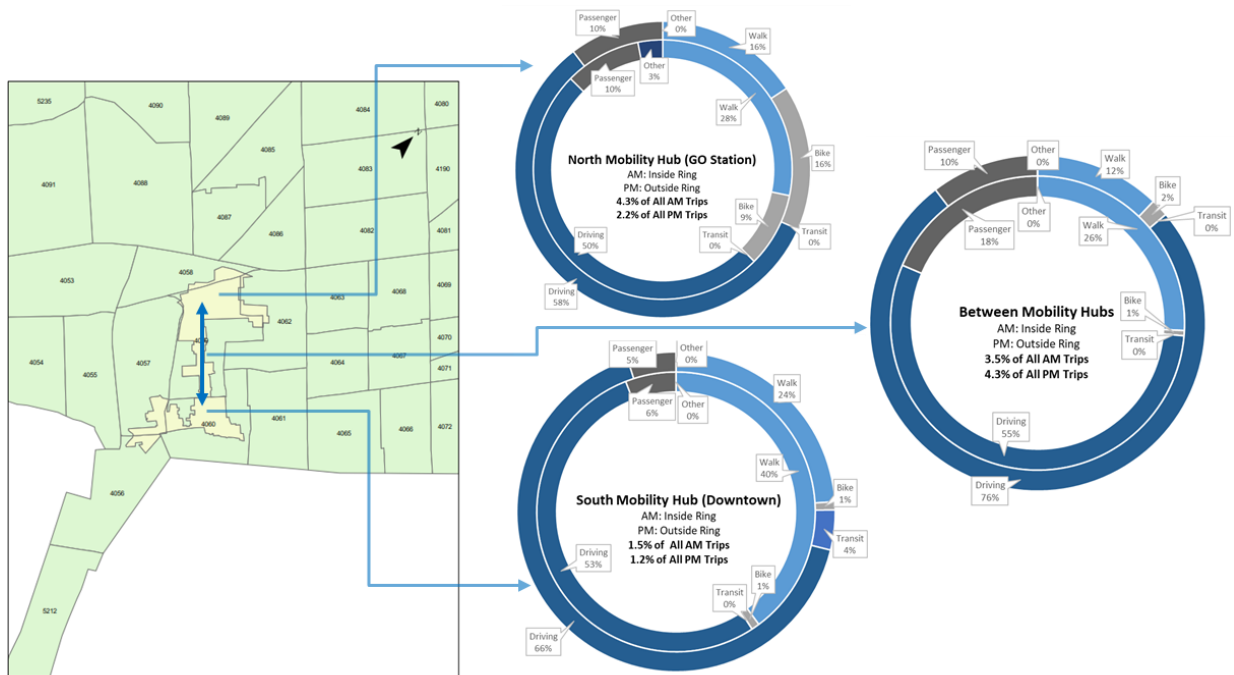 5235
4090
4089
4084
4080
4085
4083
4190
4091
4088
4087
4082
4081
4086
4058
4053
4063
4068
4069
4062
4070
4054
4055
4057
4064
4067
4071
4060
4061
4065
4066
4072
4056
5212
Passenger
10%
Other
0%
Walk
16%
Passenger
10%
Other
3%
Walk
28%
Bike
16%
North Mobility Hub (GO Station)
AM: Inside Ring
PM: Outside Ring
4.3% of All AM Trips
2.2% of All PM Trips
Bike
9%
Transit
0%
Transit
0%
Driving
50%
Driving
58%
Passenger
10%
Other
0%
Walk
12%
Bike
2%
Transit
0%
Passenger
18%
Other
0%
Walk
26%
Between Mobility Hubs
AM: Inside Ring
PM: Outside Ring
3.5% of All AM Trips
4.3% of All PM Trips
Bike
1%
Transit
0%
Driving
55%
Driving
76%
Passenger
5%
Other
0%
Walk
24%
Passenger
6%
Other
0%
Walk
40%
Bike
1%
South Mobility Hub (Downtown)
AM: Inside Ring
PM: Outside Ring
1.5% of All AM Trips
1.2% of All PM Trips
Transit
4%
Driving
53%
Bike
1%
Transit
0%
Driving
66%